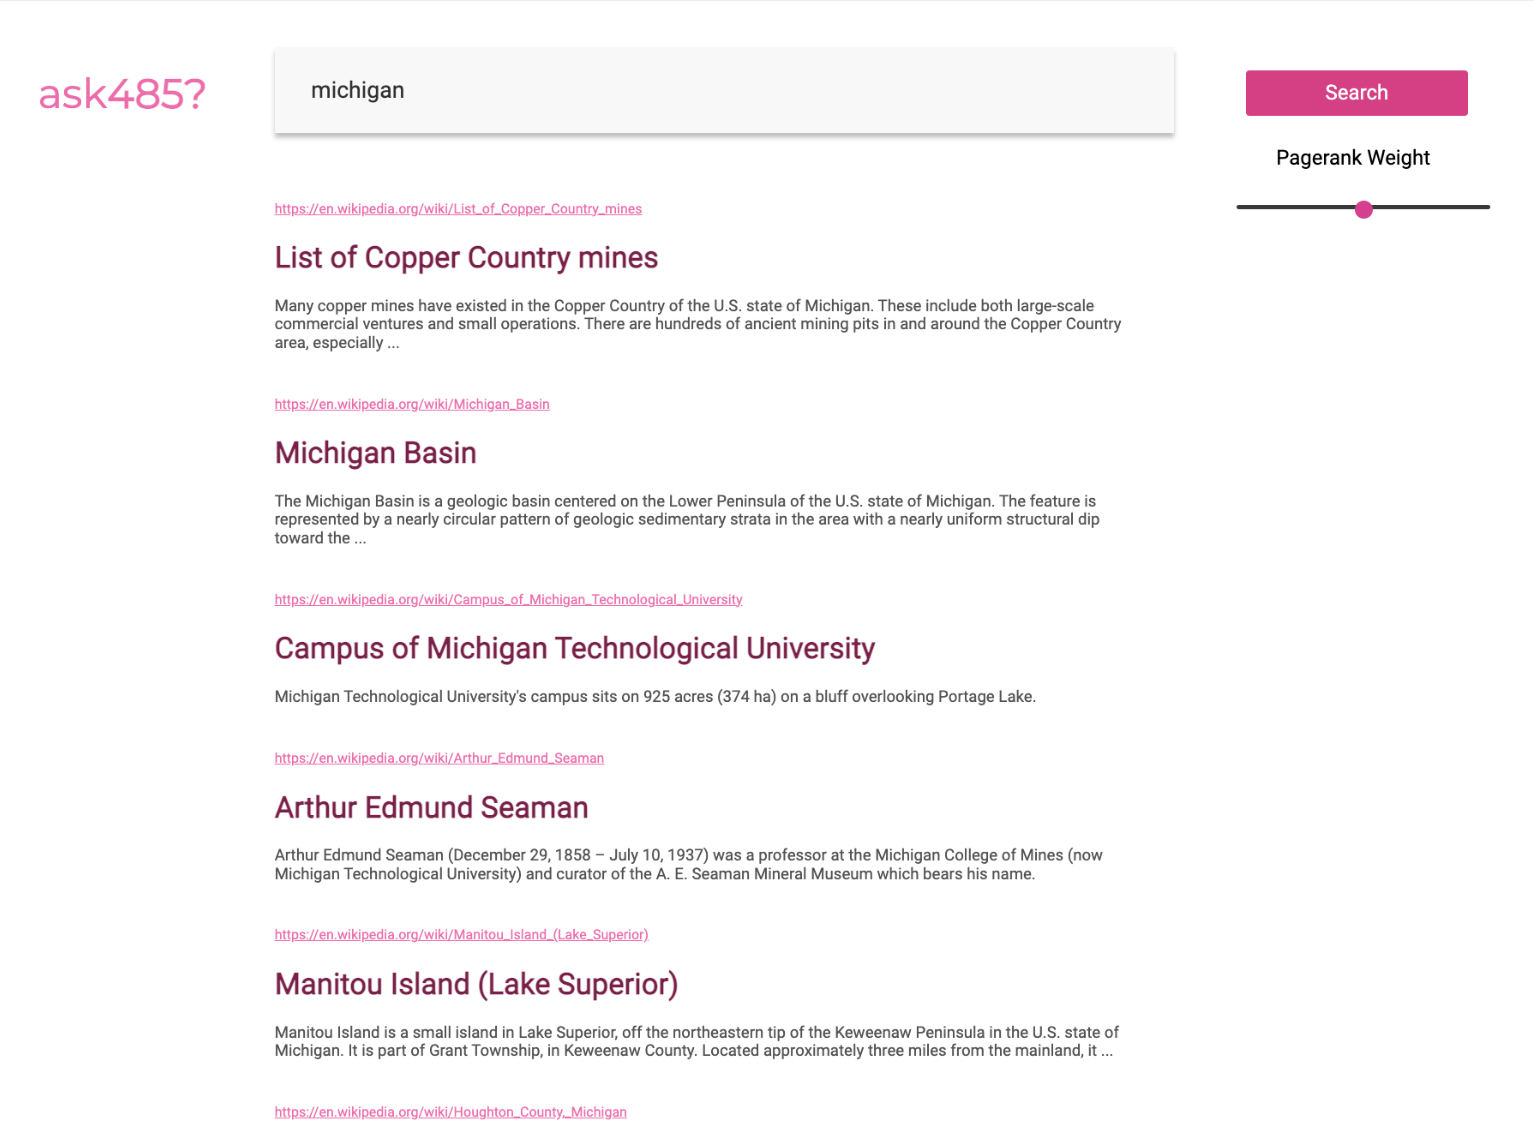 ask485?
michigan
Search
Pagerank Weight
https://en.wikipedia.org/wiki/List_of_Copper_Country_mines
List of Copper Country mines
Many copper mines have existed in the Copper Country of the U.S. state of Michigan. These include both large-scale
commercial ventures and small operations. There are hundreds of ancient mining pits in and around the Copper Country
area, especially ...
https://en.wikipedia.org/wiki/Michigan_Basin
Michigan Basin
The Michigan Basin is a geologic basin centered on the Lower Peninsula of the U.S. state of Michigan. The feature is
represented by a nearly circular pattern of geologic sedimentary strata in the area with a nearly uniform structural dip
toward the ...
https://en.wikipedia.org/wiki/Campus_of_Michigan_Technological_University
Campus of Michigan Technological University
Michigan Technological University's campus sits on 925 acres (374 ha) on a bluff overlooking Portage Lake.
https://en.wikipedia.org/wiki/Arthur_Edmund_Seaman
Arthur Edmund Seaman
Arthur Edmund Seaman (December 29, 1858 – July 10, 1937) was a professor at the Michigan College of Mines (now
Michigan Technological University) and curator of the A. E. Seaman Mineral Museum which bears his name.
https://en.wikipedia.org/wiki/Manitou_Island_(Lake_Superior)
Manitou Island (Lake Superior)
Manitou Island is a small island in Lake Superior, off the northeastern tip of the Keweenaw Peninsula in the U.S. state of
Michigan. It is part of Grant Township, in Keweenaw County. Located approximately three miles from the mainland, it ...
https://en.wikipedia.org/wiki/Houghton_County,_Michigan